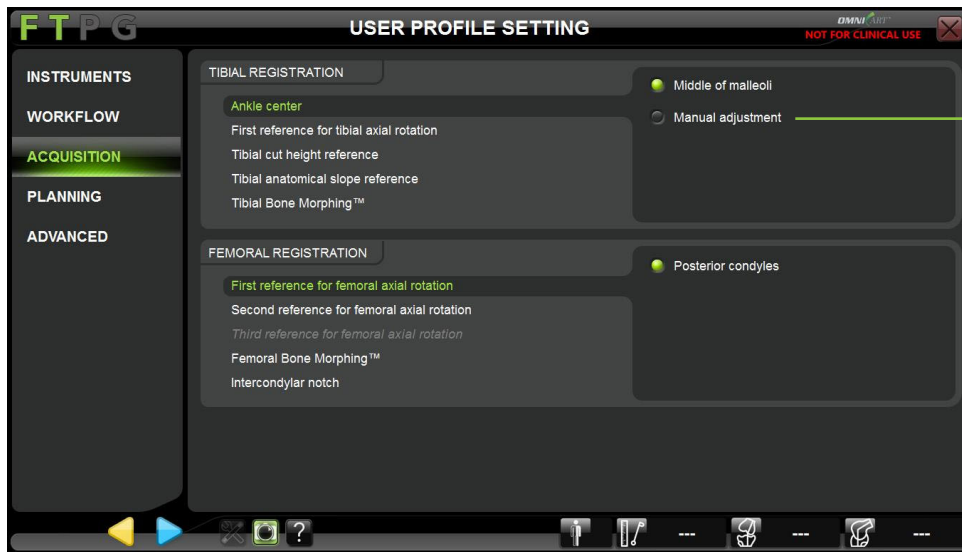 FTPG
USER PROFILE SETTING
OMNI ART™
NOT FOR CLINICAL USE
INSTRUMENTS
WORKFLOW
ACQUISITION
PLANNING
ADVANCED
TIBIAL REGISTRATION
Ankle center
First reference for tibial axial rotation
Tibial cut height reference
Tibial anatomical slope reference
Tibial Bone Morphing™
Middle of malleoli
Manual adjustment
FEMORAL REGISTRATION
First reference for femoral axial rotation
Second reference for femoral axial rotation
Third reference for femoral axial rotation
Femoral Bone Morphing™
Intercondylar notch
Posterior condyles
? --- --- ---